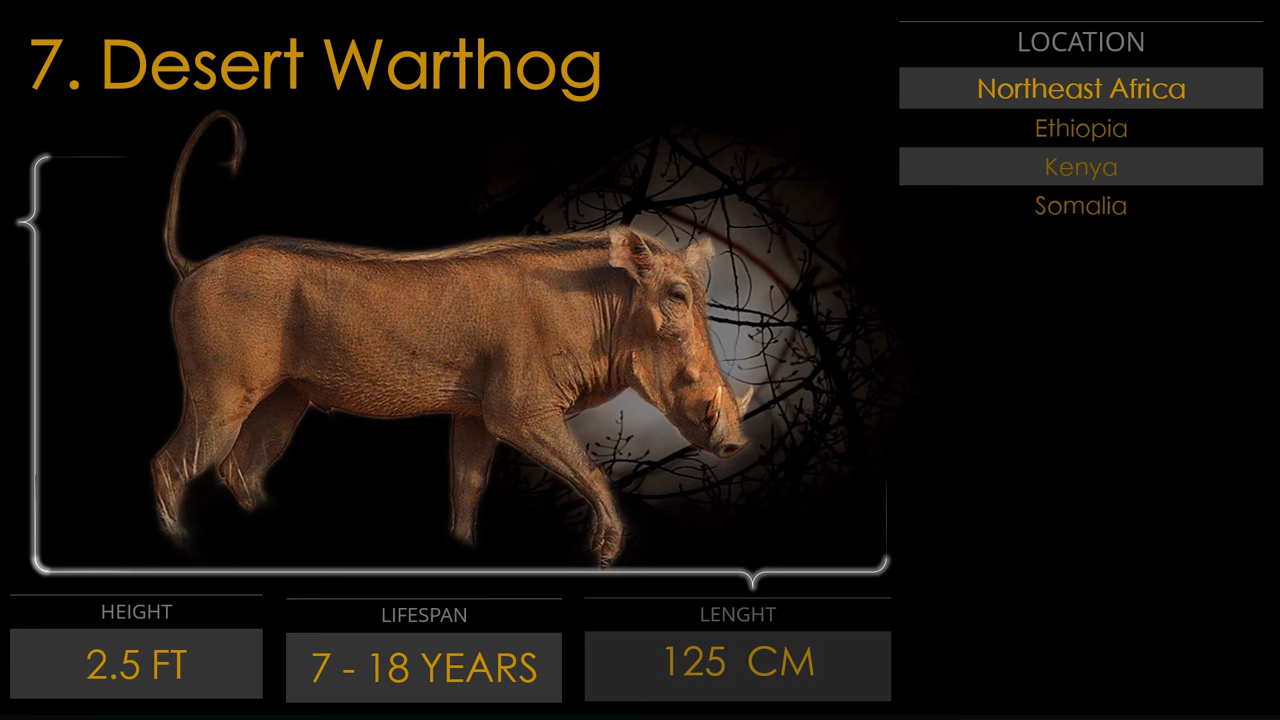 7. Desert Warthog
LOCATION
Northeast Africa
Ethiopia
Kenya
Somalia
HEIGHT
2.5 FT
LIFESPAN
7 - 18 YEARS
LENGHT
125 CM